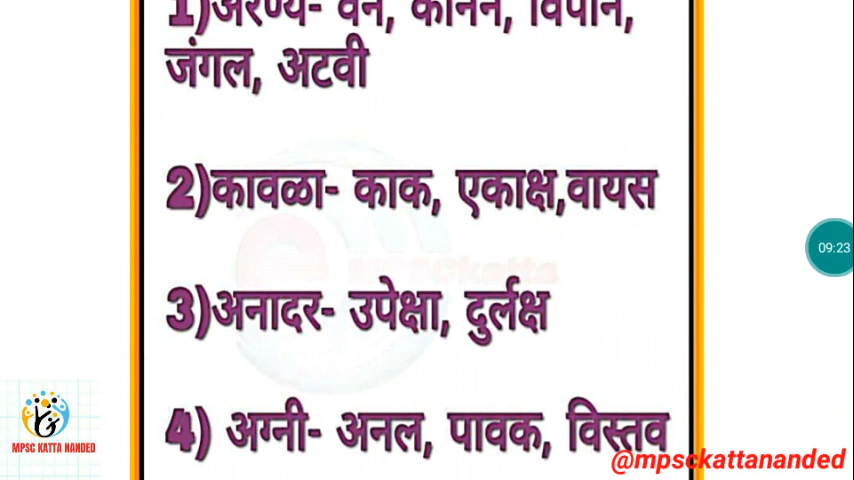 1)अरण्य- वन, कानन, विपीन,
जंगल, अटवी
2)कावळा- काक, एकाक्ष,वायस
3)अनादर- उपेक्षा, दुर्लक्ष
4) अग्नी- अनल, पावक, विस्तव
@mpsckattananded
MPSC KATTA NANDED
09:23